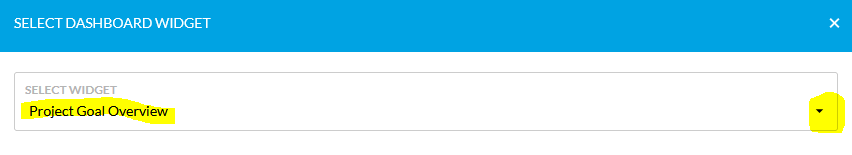 SELECT DASHBOARD WIDGET
SELECT WIDGET
Project Goal Overview